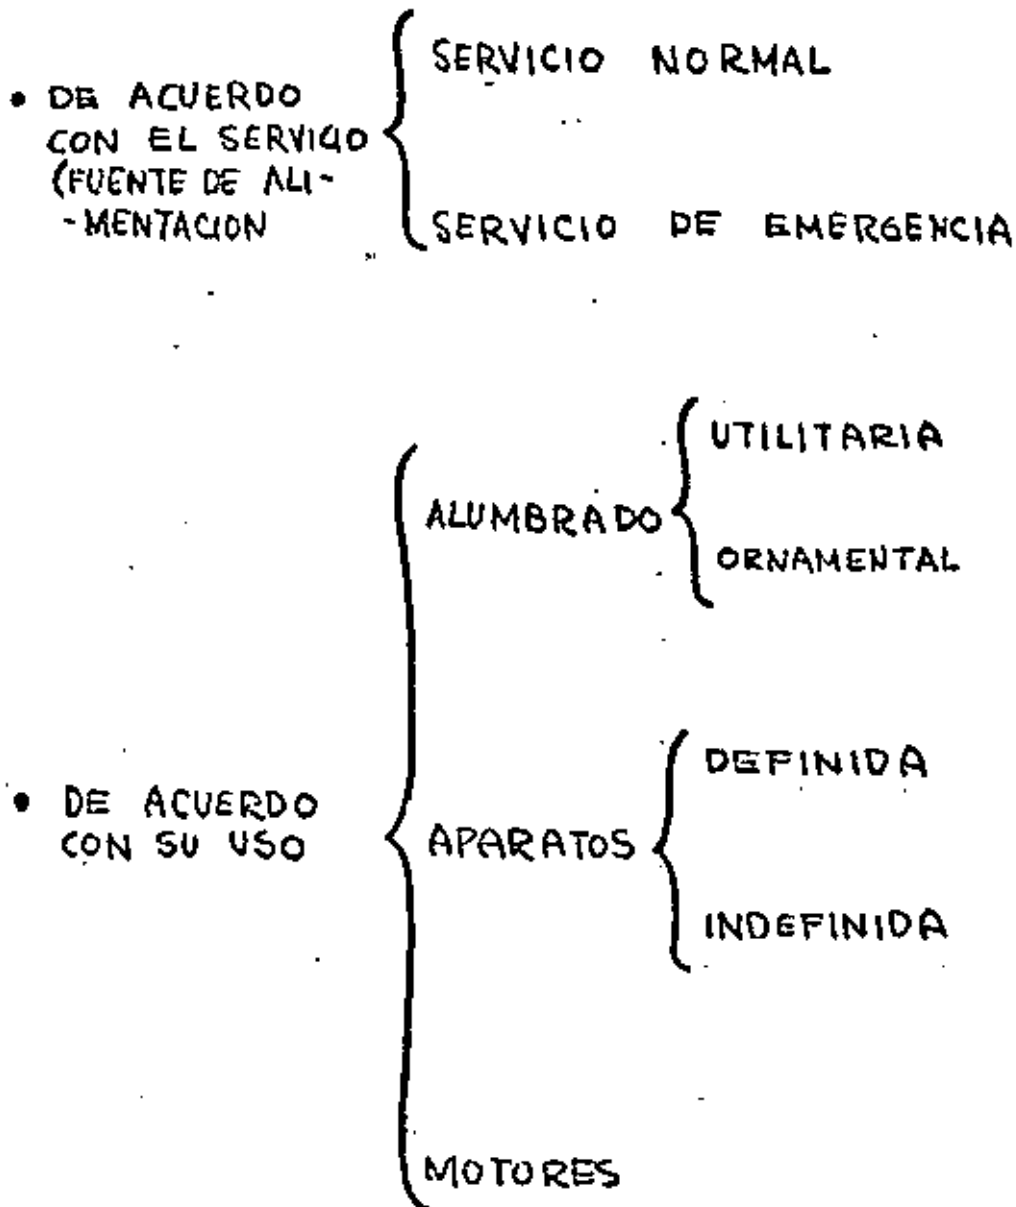 SERVICIO NORMAL
• DE ACUERDO
CON EL SERVICIO
(FUENTE DE ALI-
-MENTACION
SERVICIO DE EMERGENCIA
UTILITARIA
ALUMBRADO
ORNAMENTAL
• DE ACUERDO
CON SU USO
DEFINIDA
APARATOS
INDEFINIDA
MOTORES